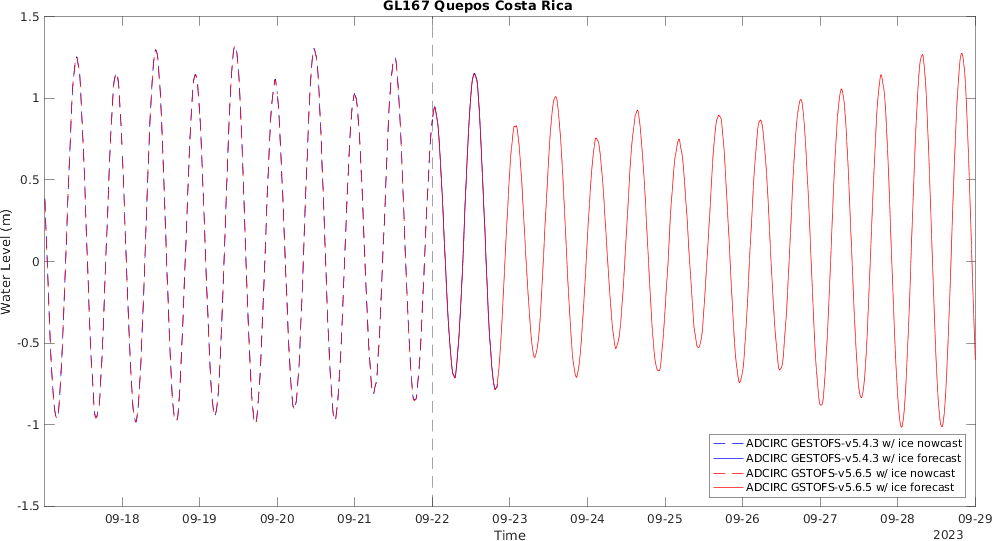 GL167 Quepos Costa Rica
Water Level (m)
1.5
1
0.5
0
-0.5
-1
-1.5
ADCIRC GESTOFS-v5.4.3 w/ ice nowcast
ADCIRC GESTOFS-v5.4.3 w/ ice forecast
ADCIRC GSTOFS-v5.6.5 w/ ice nowcast
ADCIRC GSTOFS-v5.6.5 w/ ice forecast
09-18 09-19 09-20 09-21 09-22 09-23 09-24 09-25 09-26 09-27 09-28 09-29
Time
2023